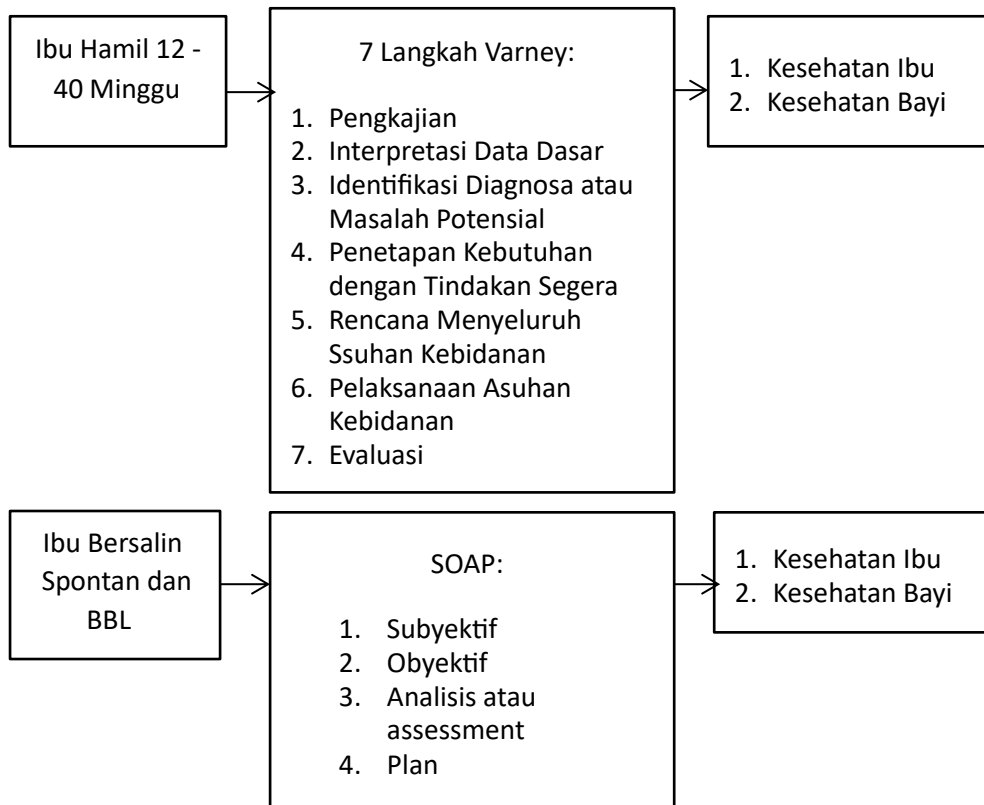 Ibu Hamil 12 -
40 Minggu
7 Langkah Varney:
1. Pengkajian
2. Interpretasi Data Dasar
3. Identifikasi Diagnosa atau
Masalah Potensial
4. Penetapan Kebutuhan
dengan Tindakan Segera
5. Rencana Menyeluruh
Ssuhan Kebidanan
6. Pelaksanaan Asuhan
Kebidanan
7. Evaluasi
1. Kesehatan Ibu
2. Kesehatan Bayi
Ibu Bersalin
Spontan dan
BBL
SOAP:
1. Subyektif
2. Obyektif
3. Analisis atau
assessment
4. Plan
1. Kesehatan Ibu
2. Kesehatan Bayi